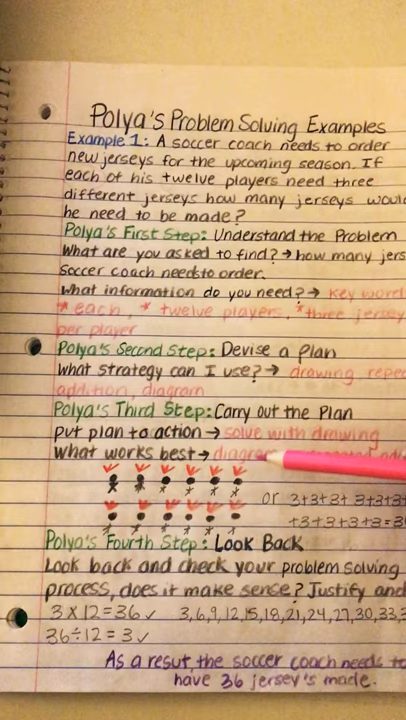 Polya's Problem Solving Examples
Example 1: A soccer coach needs to order
new jerseys for the upcoming season. If
each of his twelve players need three
different jerseys how many jerseys woul
he need to be made?
Polya's First Step: Understand the Problem
What are you asked to find? → how many jers
soccer coach needs to order.
What information do you need? → key word
* each, * twelve players, * three jersey
per player
Polya's Second Step: Devise a Plan
What strategy can I use? → drawing repe
addition, diagram
Polya's Third Step: Carry out the Plan
put plan to action → solve with drawing
What works best → diagra
or 3+3+3+3+3+3
+3+3+3+3=3
Polya's Fourth Step: Look Back
Look back and check your problem solving
process, does it make sense? Justify and
3 x 12 = 36 ✓ 3,6,9,12,15,18,21,24,27,30,33,3
36 ÷ 12 = 3 ✓
As a resut, the soccer coach needs to
have 36 jersey's made.